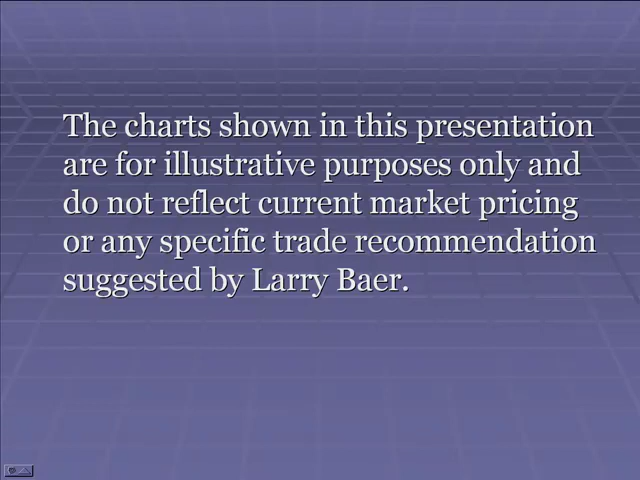 The charts shown in this presentation
are for illustrative purposes only and
do not reflect current market pricing
or any specific trade recommendation
suggested by Larry Baer.